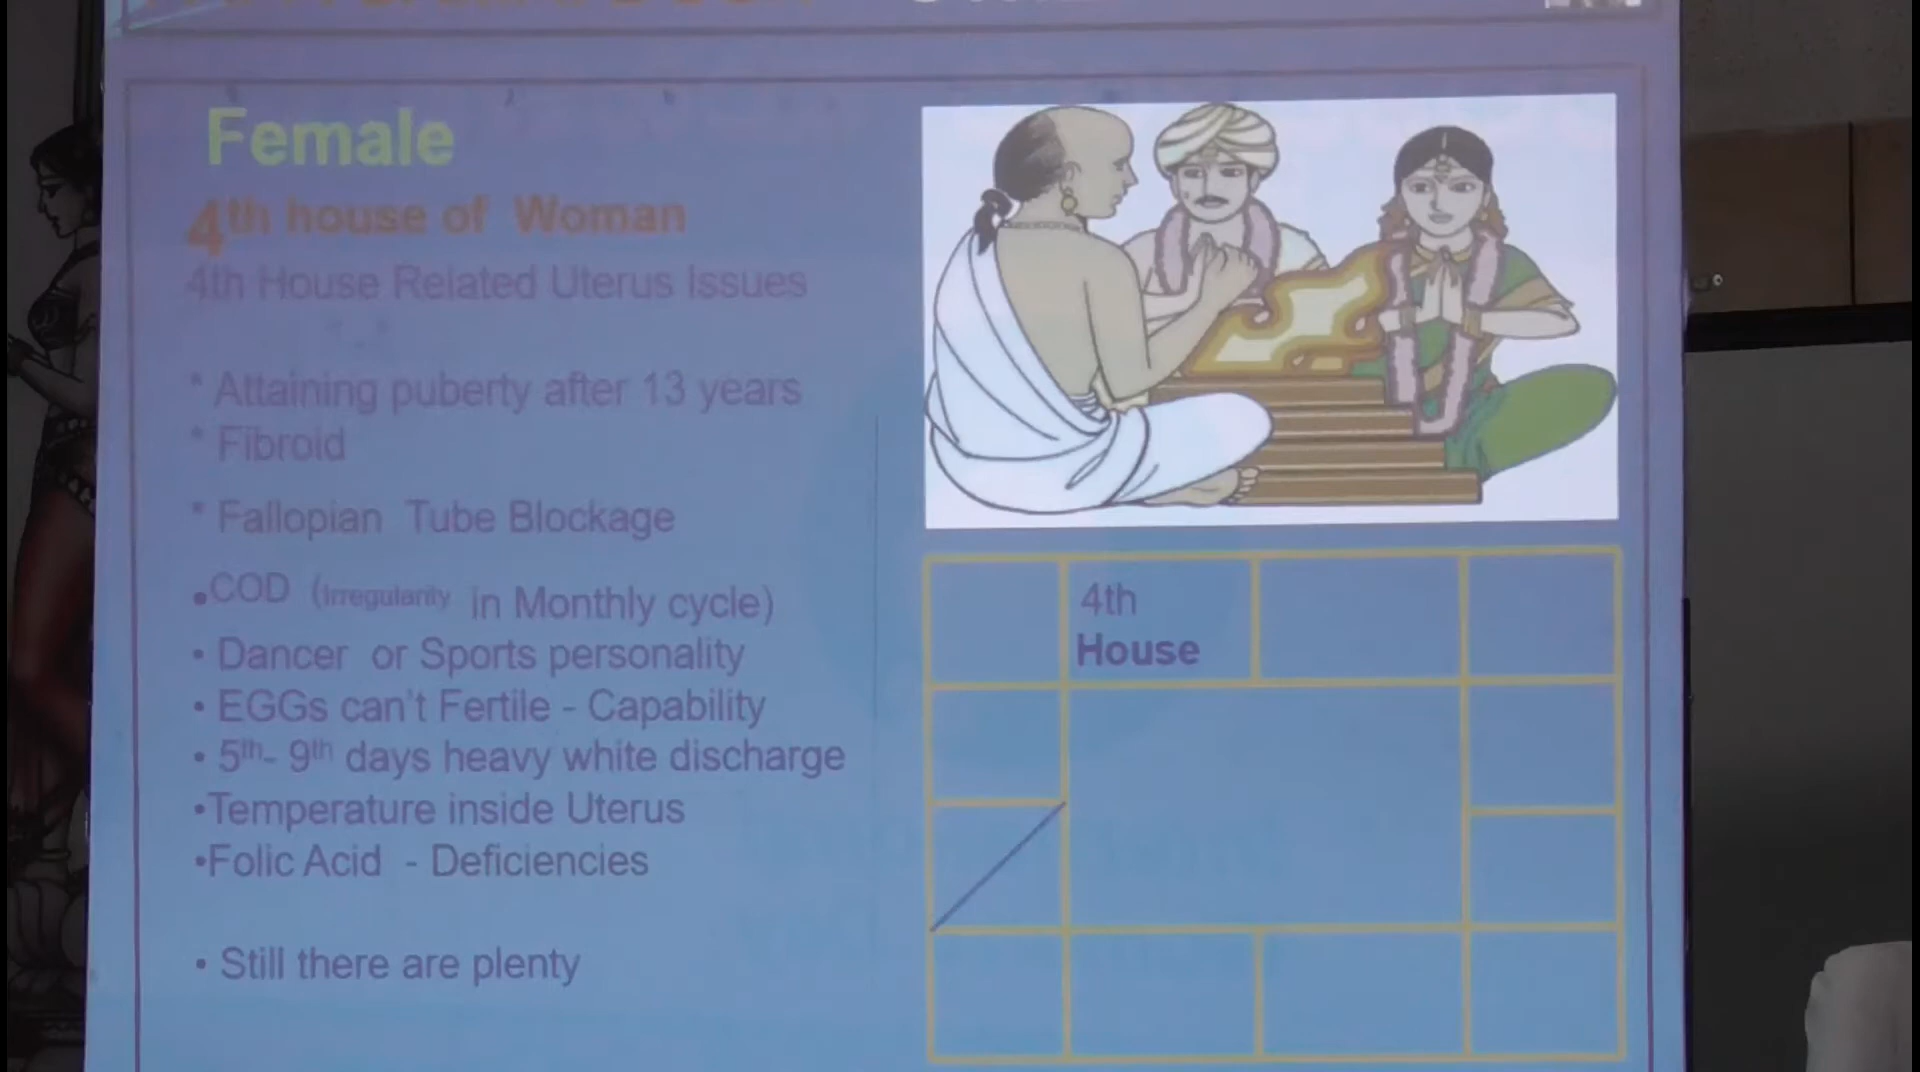 Female
4th house of Woman
4th House Related Uterus Issues
* Attaining puberty after 13 years
* Fibroid
* Fallopian Tube Blockage
•COD (Irregularity in Monthly cycle)
• Dancer or Sports personality
• EGGs can't Fertile - Capability
• 5th- 9th days heavy white discharge
•Temperature inside Uterus
•Folic Acid - Deficiencies
• Still there are plenty
4th
House